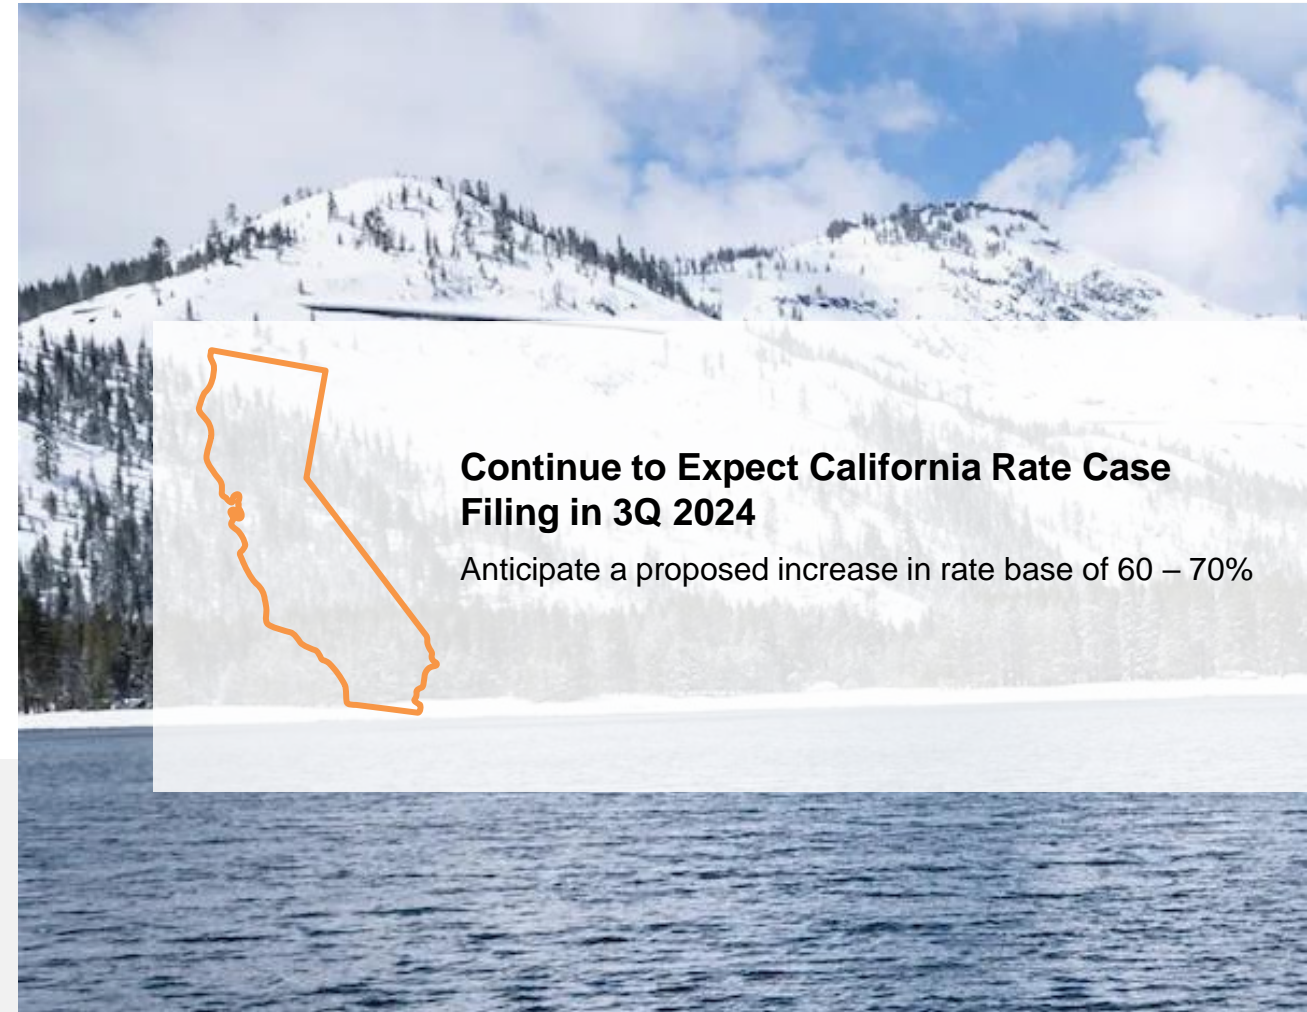 Continue to Expect California Rate Case
Filing in 3Q 2024
Anticipate a proposed increase in rate base of 60 – 70%